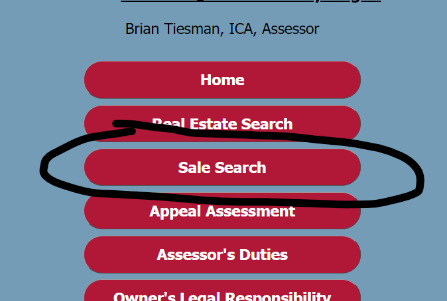 Brian Tiesman, ICA, Assessor
Home
Real Estate Search
Sale Search
Appeal Assessment
Assessor's Duties
Owner's Legal Responsibility